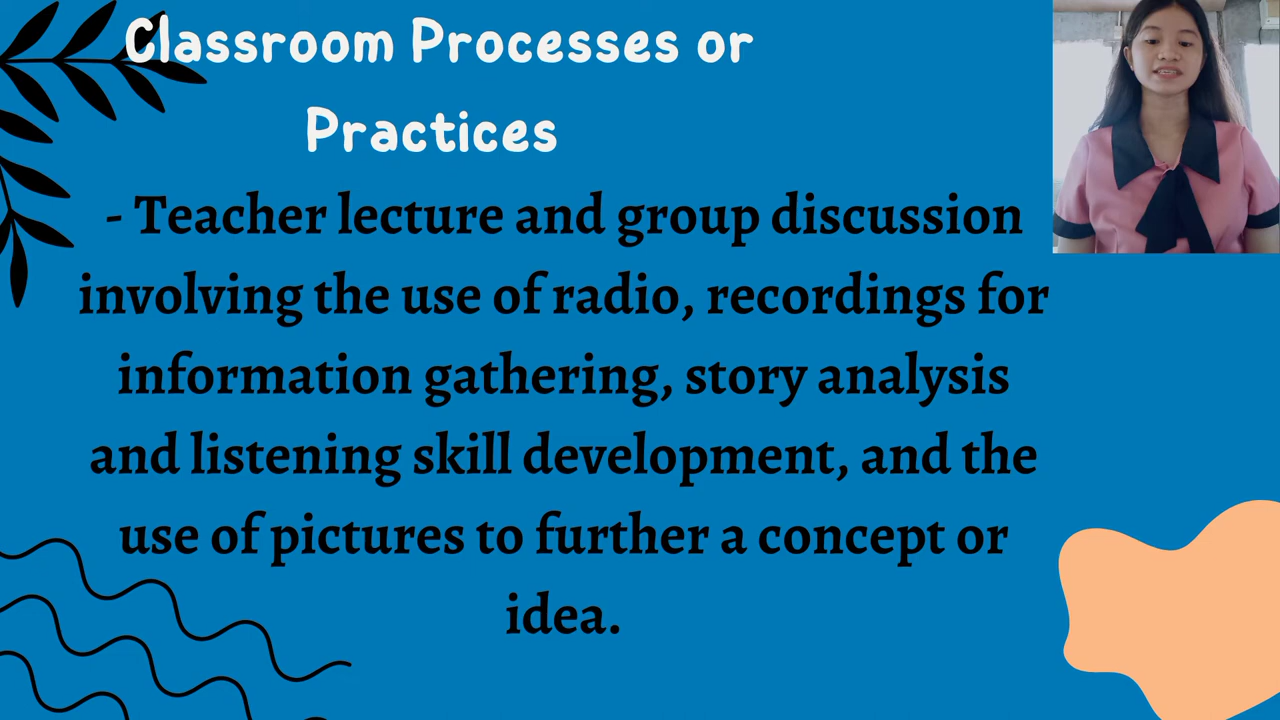 Classroom Processes or
Practices
- Teacher lecture and group discussion
involving the use of radio, recordings for
information gathering, story analysis
and listening skill development, and the
use of pictures to further a concept or
idea.